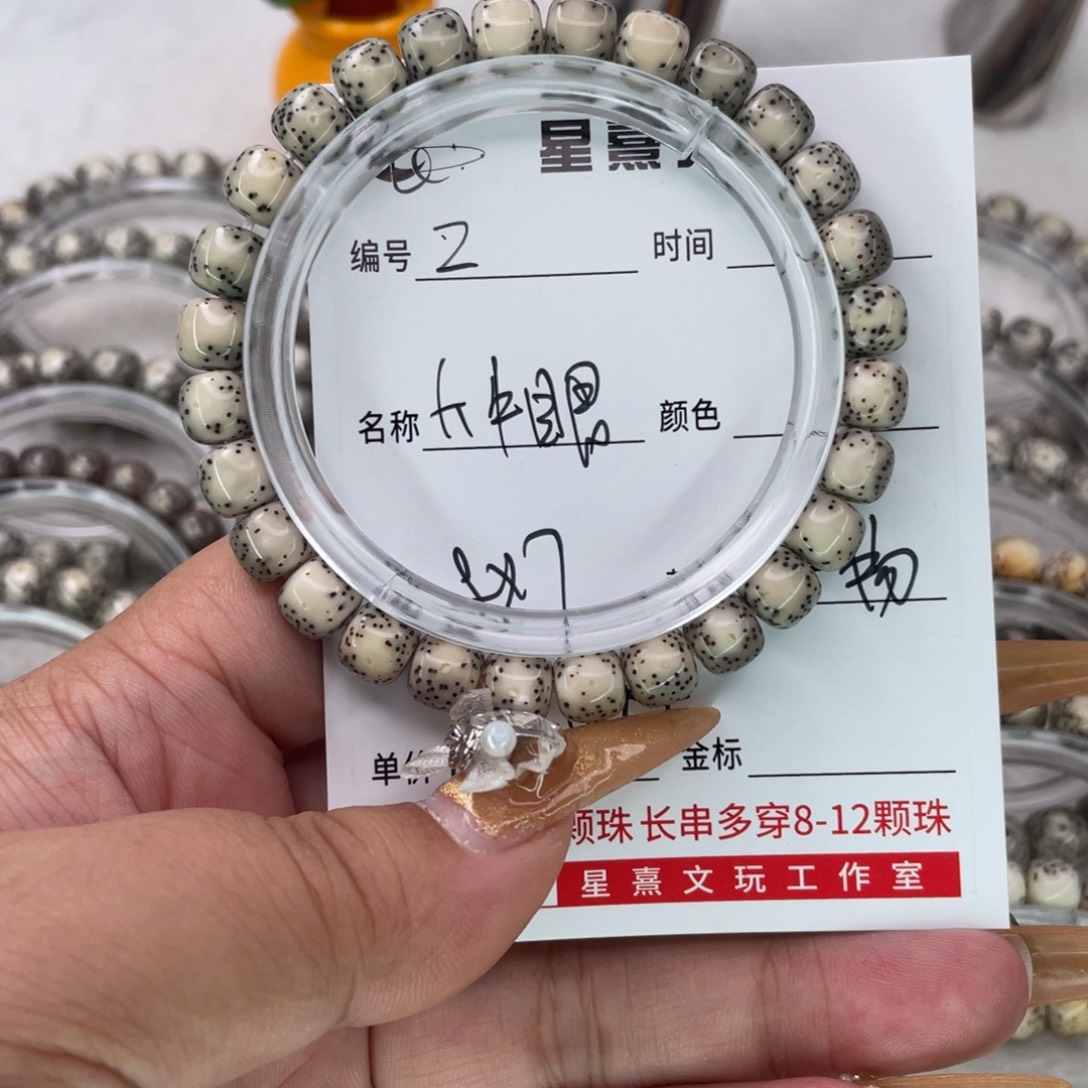 星熹
编号 2 时间
名称 颜色
8x7
金标
颗珠 长串多穿8-12颗珠
星熹文玩工作室